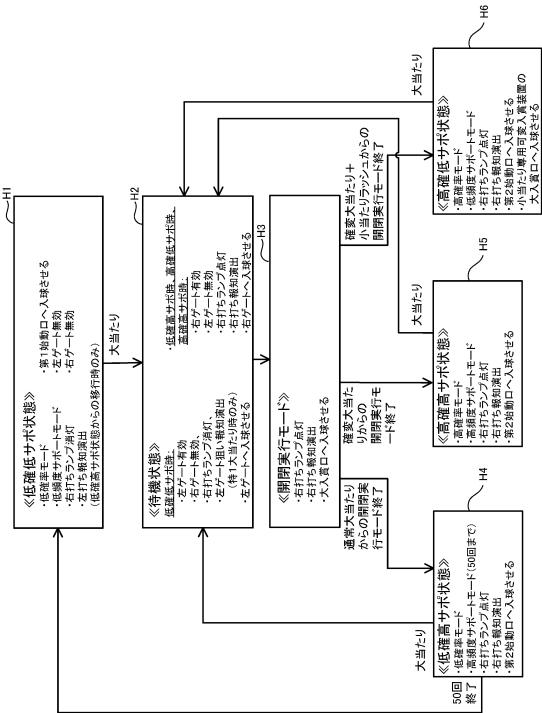 H1
≪低確低サポ状態≫
・低確率モード
・低頻度サポートモード
・右打ちランプ消灯
・左打ち報知演出
(低確高サポ状態からの移行時のみ)
・第1始動口へ入球させる
・左ゲート無効
・右ゲート無効
大当たり
H2
≪待機状態≫
低確低サポ時、
・左ゲート有効
・右ゲート無効、
・右打ちランプ消灯、
・左ゲート狙い報知演出
(特1大当たり時のみ)
・左ゲートへ入球させる
・低確高サポ時、高確低サポ時、
高確高サポ時、
・右ゲート有効
・左ゲート無効
・右打ちランプ点灯
・右打ち報知演出
・右ゲートへ入球させる
H3
≪開閉実行モード≫
・右打ちランプ点灯
・右打ち報知演出
・大入賞口へ入球させる
通常大当たり
からの開閉実
行モード終了
確変大当た
りからの
開閉実行モ
ード終了
確変大当たり+
小当たりラッシュからの
開閉実行モード終了
大当たり
H4
≪低確高サポ状態≫
・低確率モード
・高頻度サポートモード(50回まで)
・右打ちランプ点灯
・右打ち報知演出
・第2始動口へ入球させる
50回
終了
大当たり
H5
≪高確高サポ状態≫
・高確率モード
・高頻度サポートモード
・右打ちランプ点灯
・右打ち報知演出
・第2始動口へ入球させる
大当たり
H6
≪高確低サポ状態≫
・高確率モード
・低頻度サポートモード
・右打ちランプ点灯
・右打ち報知演出
・第2始動口へ入球させる
・小当たり専用可変入賞装置の
大入賞口へ入球させる